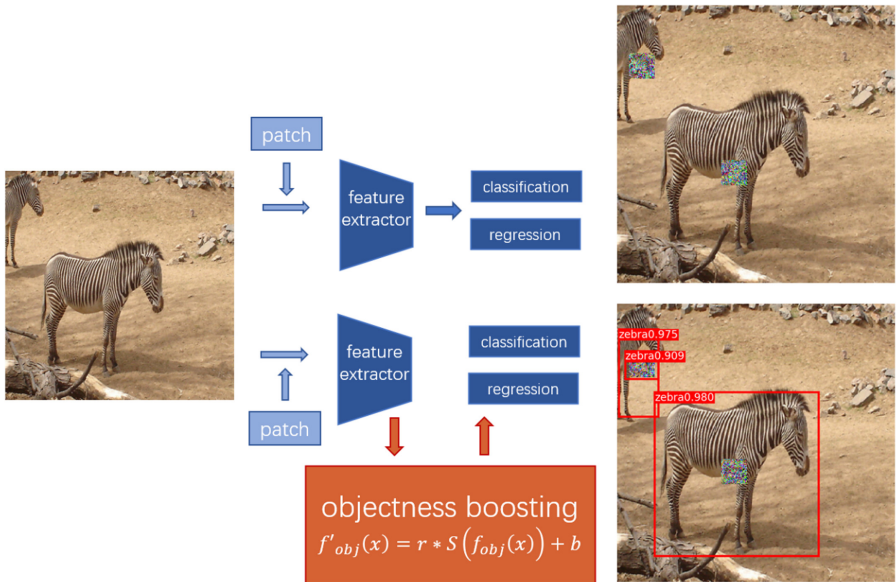 patch
feature
extractor
classification
regression
feature
extractor
classification
regression
patch
objectness boosting
f'obj(x) = r * S(fobj(x)) + b
zebra0.975
zebra0.909
zebra0.980